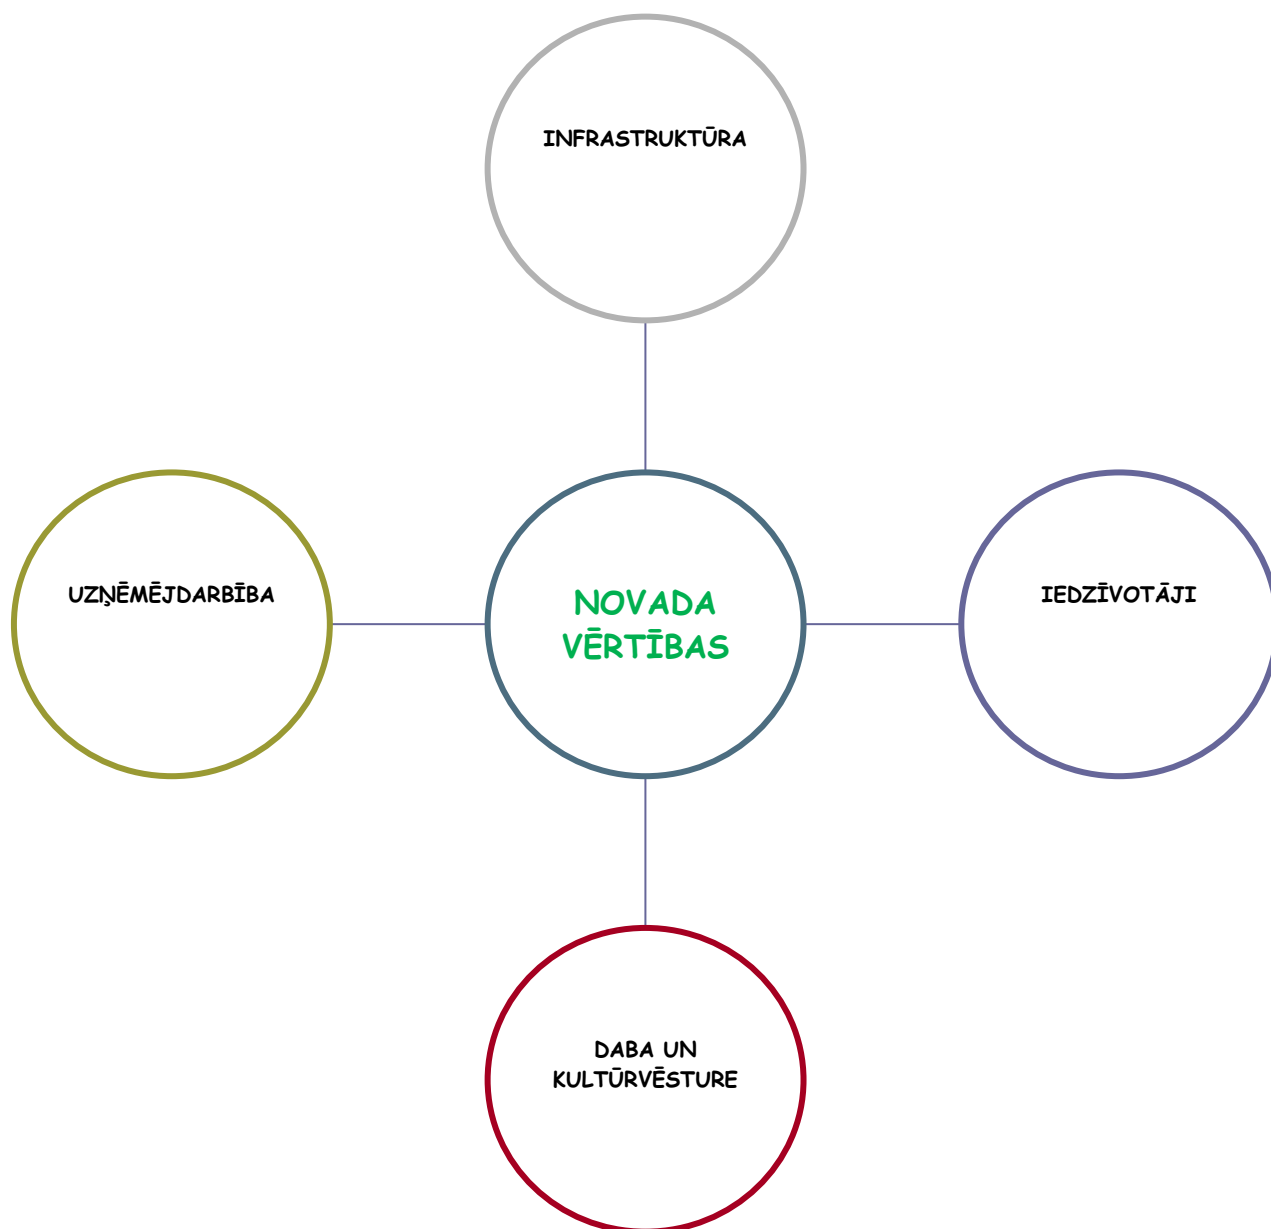 INFRASTRUKTŪRA
UZŅĒMĒJDARBĪBA
NOVADA
VĒRTĪBAS
IEDZĪVOTĀJI
DABA UN
KULTŪRVĒSTURE